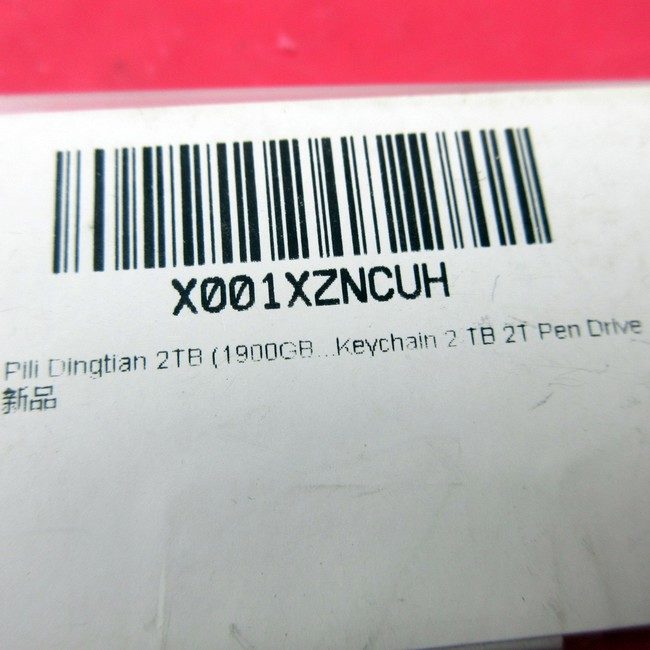 X001XZNCUH
Pili Dingtian 2TB (1900GB...Keychain 2 TB 2T Pen Drive
新品